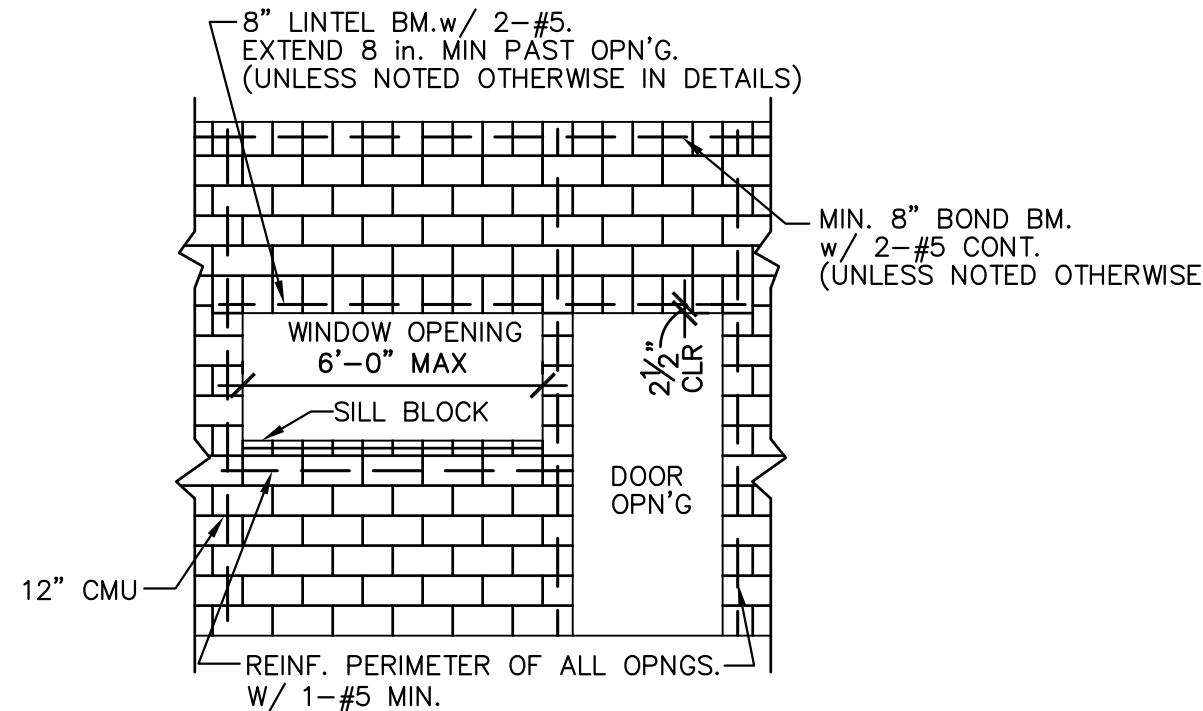 8" LINTEL BM.w/ 2-#5.
EXTEND 8 in. MIN PAST OPN'G.
(UNLESS NOTED OTHERWISE IN DETAILS)
MIN. 8" BOND BM.
w/ 2-#5 CONT.
(UNLESS NOTED OTHERWISE
WINDOW OPENING
6'-0" MAX
2½"
CLR
SILL BLOCK
DOOR
OPN'G
12" CMU
REINF. PERIMETER OF ALL OPNGS.
W/ 1-#5 MIN.